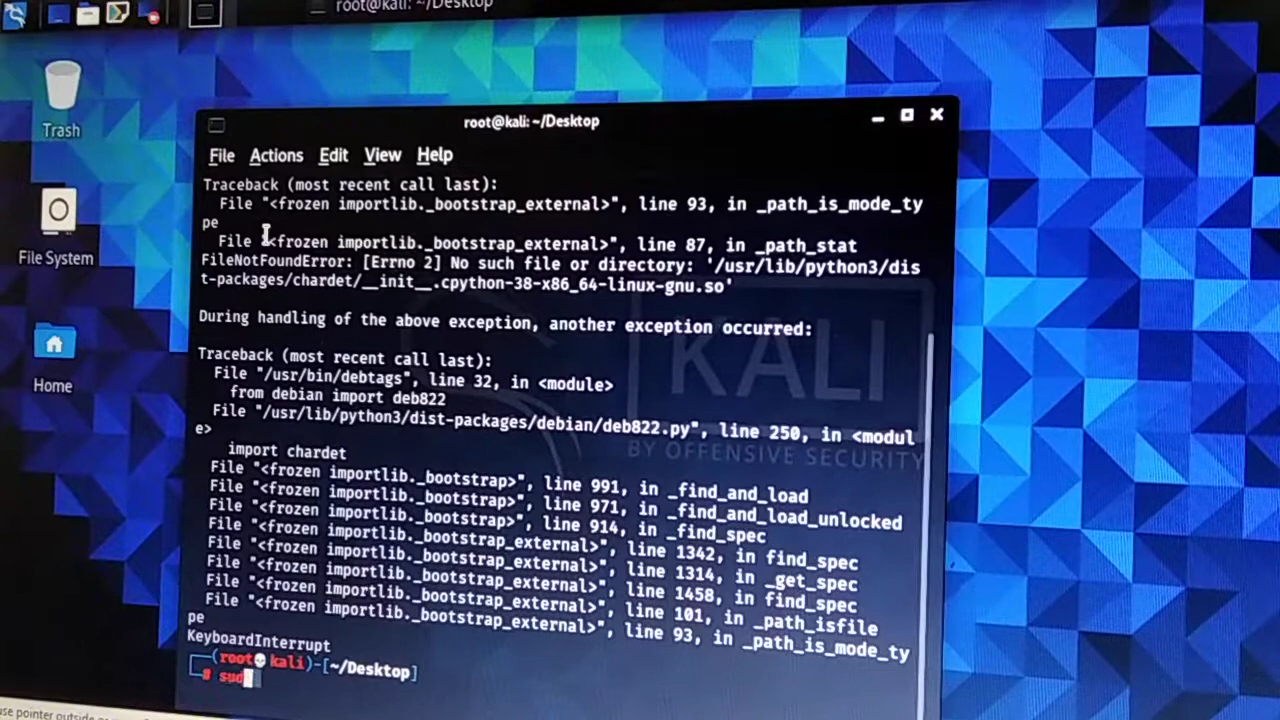 root@kali: ~/Desktop
Trash
File System
Home
root@kali: ~/Desktop
File Actions Edit View Help
Traceback (most recent call last):
File "<frozen importlib._bootstrap_external>", line 93, in _path_is_mode_ty
pe
File "<frozen importlib._bootstrap_external>", line 87, in _path_stat
FileNotFoundError: [Errno 2] No such file or directory: '/usr/lib/python3/dis
t-packages/chardet/__init__.cpython-38-x86_64-linux-gnu.so'
During handling of the above exception, another exception occurred:
Traceback (most recent call last):
File "/usr/bin/debtags", line 32, in <module>
from debian import deb822
File "/usr/lib/python3/dist-packages/debian/deb822.py", line 250, in <modul
e>
import chardet
File "<frozen importlib._bootstrap>", line 991, in _find_and_load
File "<frozen importlib._bootstrap>", line 971, in _find_and_load_unlocked
File "<frozen importlib._bootstrap>", line 914, in _find_spec
File "<frozen importlib._bootstrap_external>", line 1342, in find_spec
File "<frozen importlib._bootstrap_external>", line 1314, in _get_spec
File "<frozen importlib._bootstrap_external>", line 1458, in find_spec
File "<frozen importlib._bootstrap_external>", line 101, in _path_isfile
File "<frozen importlib._bootstrap_external>", line 93, in _path_is_mode_ty
pe
KeyboardInterrupt
(root💀kali)-[~/Desktop]
# sud
KALI
BY OFFENSIVE SECURITY
use pointer outside